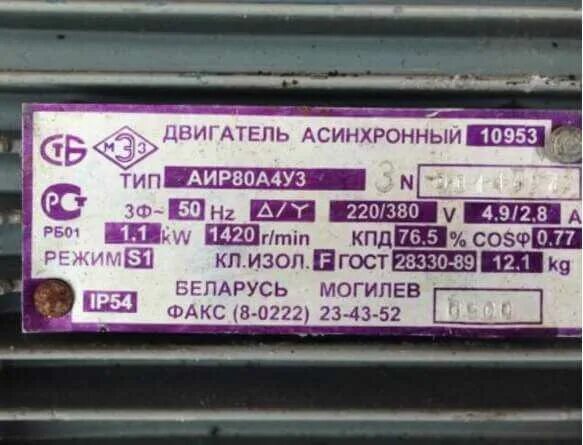 СТБ МЭЗ ДВИГАТЕЛЬ АСИНХРОННЫЙ 10953
ТИП АИР80А4У3 3 N
РСТ 3Ф~ 50 Hz Δ/Y 220/380 V 4.9/2.8 A
РБ01 1.1 kW 1420 r/min КПД 76.5 % COSφ 0.77
РЕЖИМ S1 КЛ.ИЗОЛ. F ГОСТ 28330-89 12,1 kg
IP54 БЕЛАРУСЬ МОГИЛЕВ
ФАКС (8-0222) 23-43-52